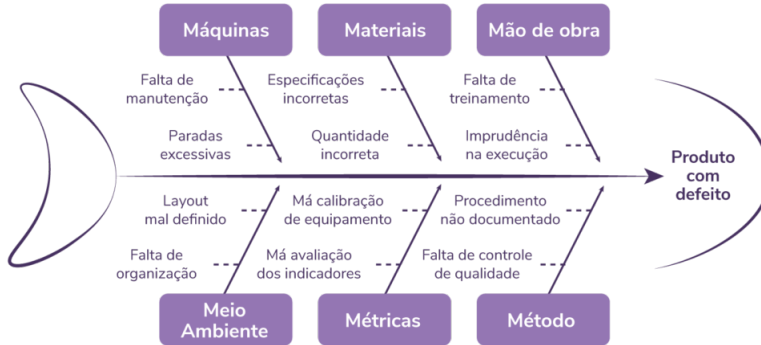 Máquinas
Materiais
Mão de obra
Falta de
manutenção
Especificações
incorretas
Falta de
treinamento
Paradas
excessivas
Quantidade
incorreta
Imprudência
na execução
Produto
com
defeito
Layout
mal definido
Má calibração
de equipamento
Procedimento
não documentado
Falta de
organização
Má avaliação
dos indicadores
Falta de controle
de qualidade
Meio
Ambiente
Métricas
Método